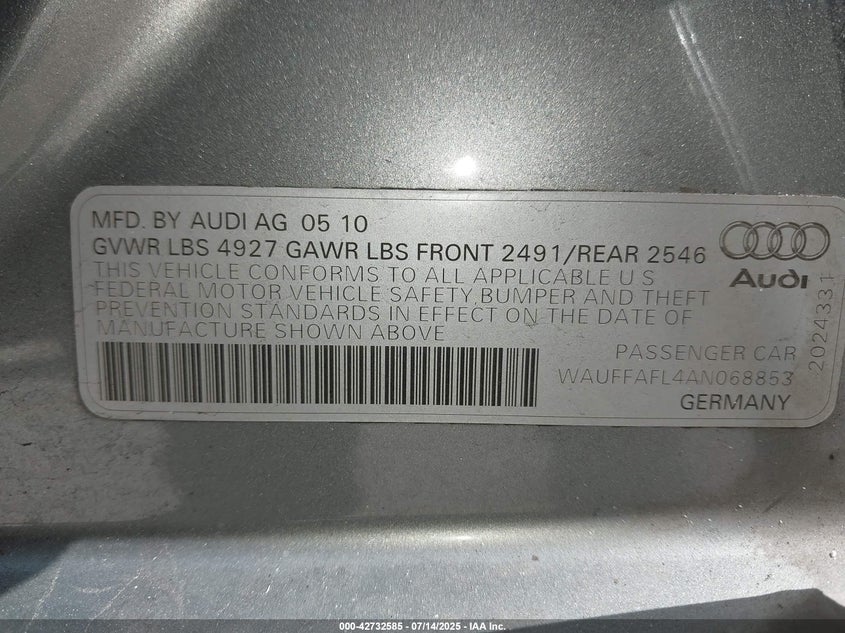 MFD. BY AUDI AG 05 10
GVWR LBS 4927 GAWR LBS FRONT 2491/REAR 2546
THIS VEHICLE CONFORMS TO ALL APPLICABLE U S
FEDERAL MOTOR VEHICLE SAFETY, BUMPER AND THEFT
PREVENTION STANDARDS IN EFFECT ON THE DATE OF
MANUFACTURE SHOWN ABOVE
Audi
2024331
PASSENGER CAR
WAUFFAFL4AN068853
GERMANY
000-42732585 - 07/14/2025 - IAA Inc.